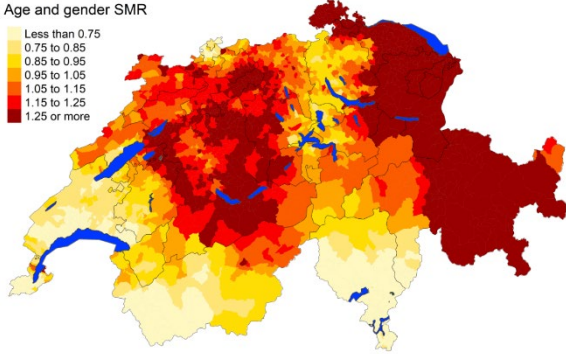 Age and gender SMR
Less than 0.75
0.75 to 0.85
0.85 to 0.95
0.95 to 1.05
1.05 to 1.15
1.15 to 1.25
1.25 or more